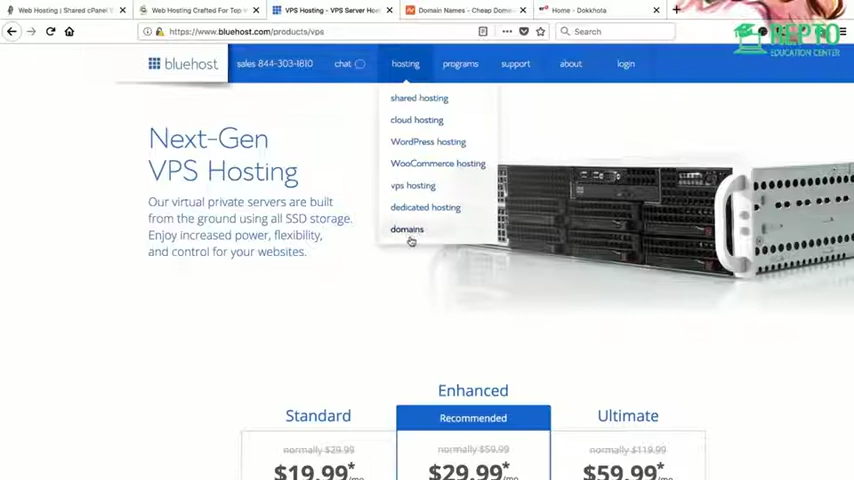 Web Hosting | Shared cPanel
Web Hosting Crafted For Top
VPS Hosting - VPS Server Hos
Domain Names - Cheap Dom
Home - Dokkhota
https://www.bluehost.com/products/vps
Search
REPTO
EDUCATION CENTER
bluehost
sales 844-303-1810
chat
hosting
programs
support
about
login
shared hosting
cloud hosting
WordPress hosting
WooCommerce hosting
vps hosting
dedicated hosting
domains
Next-Gen
VPS Hosting
Our virtual private servers are built
from the ground using all SSD storage.
Enjoy increased power, flexibility,
and control for your websites.
Standard
normally $29.99
$19.99*
/mo
Enhanced
Recommended
normally $59.99
$29.99*
/mo
Ultimate
normally $119.99
$59.99*
/mo